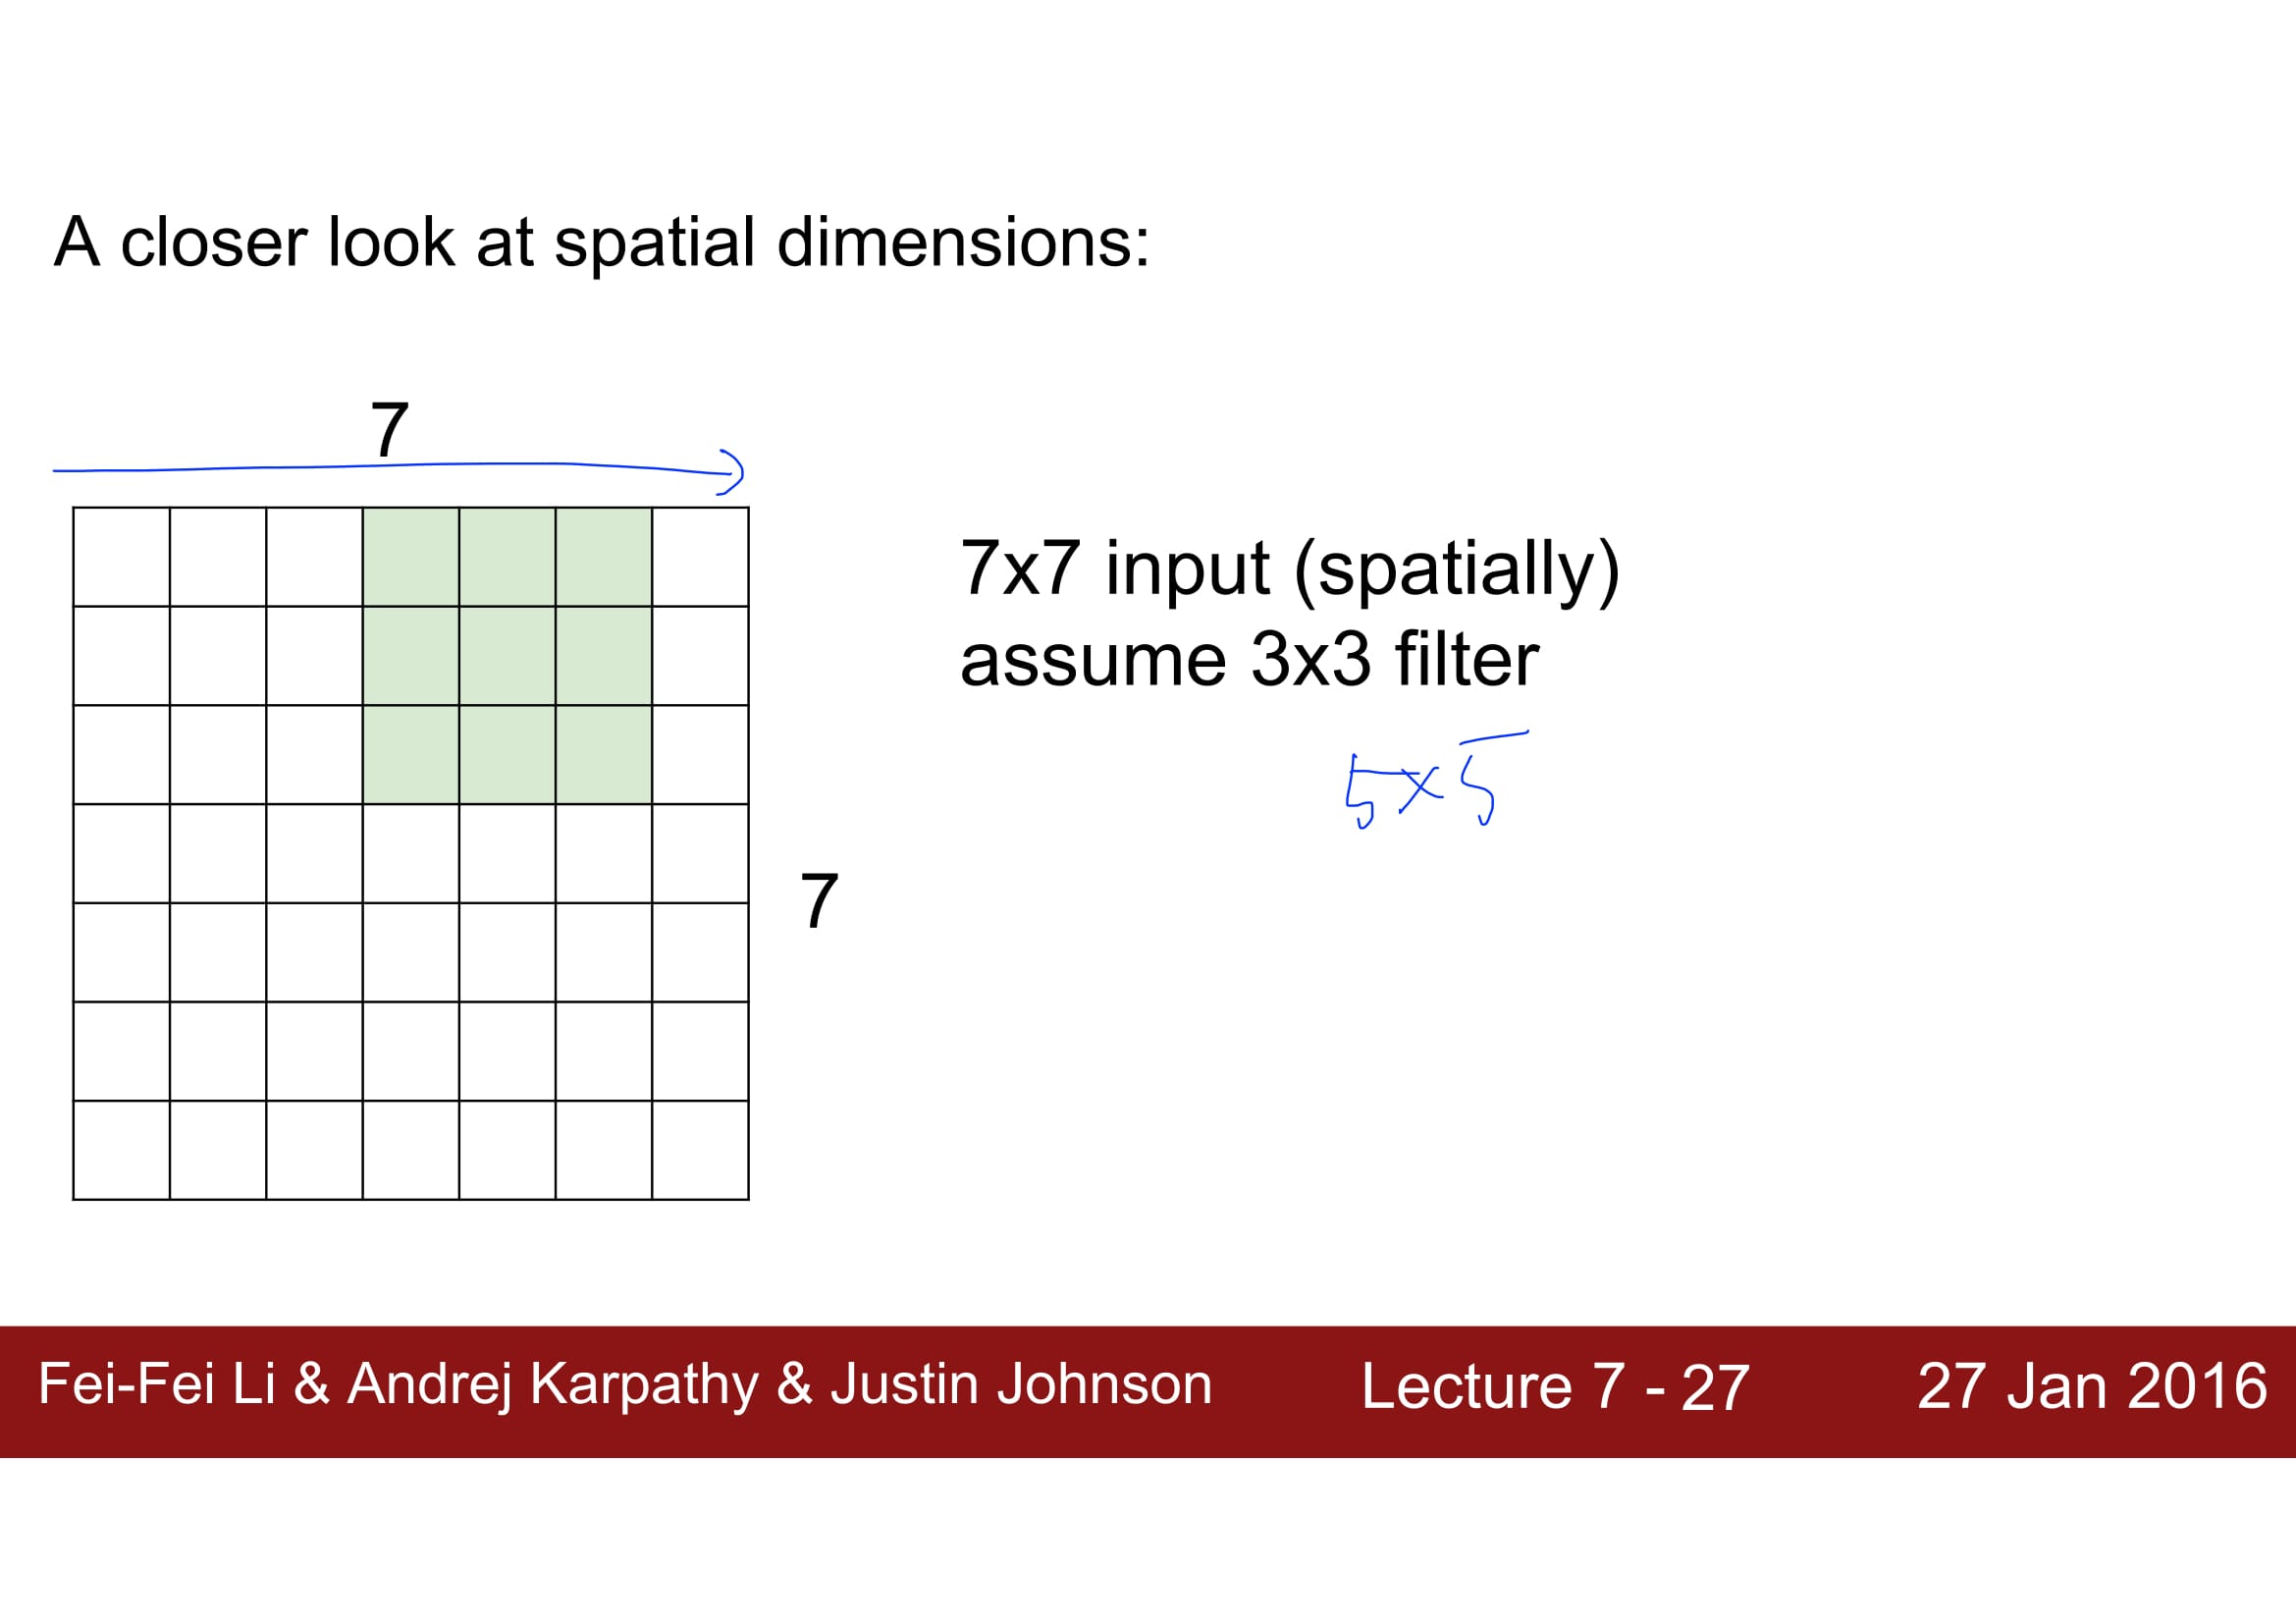 A closer look at spatial dimensions:
7
7x7 input (spatially)
assume 3x3 filter
5x5
7
Fei-Fei Li & Andrej Karpathy & Justin Johnson Lecture 7 - 27 27 Jan 2016